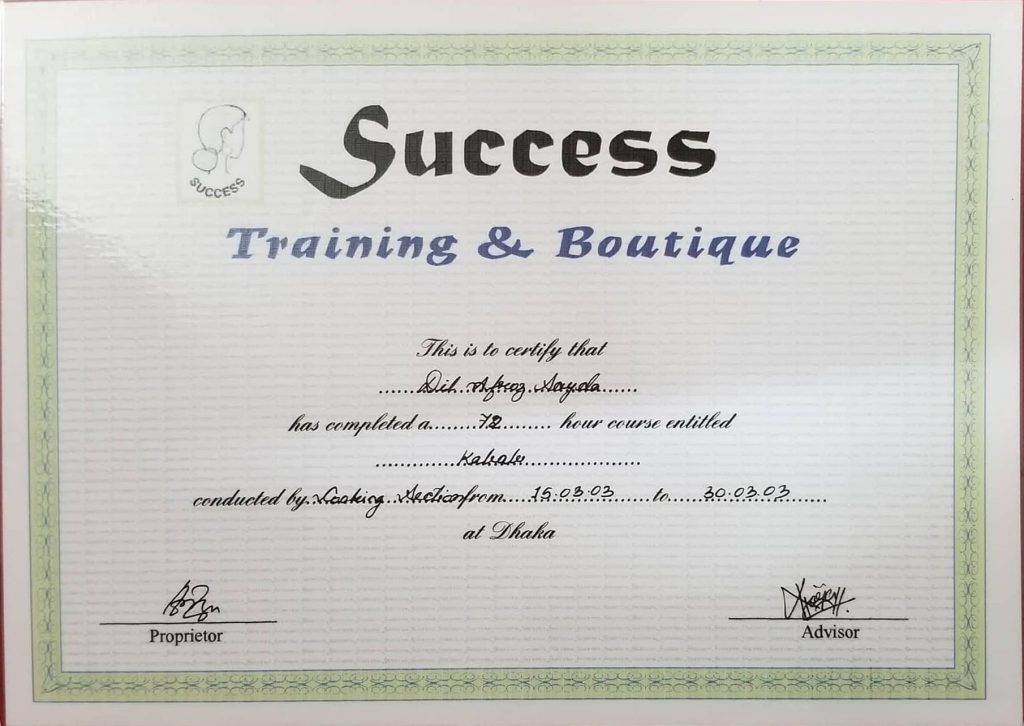 SUCCESS
Success
Training & Boutique
This is to certify that
......Dil Afroz Sayda......
has completed a........72........ hour course entitled
.............Kabab....................
conducted by Cooking Section from....15.03.03.......to......30.03.03......
at Dhaka
Proprietor
Advisor